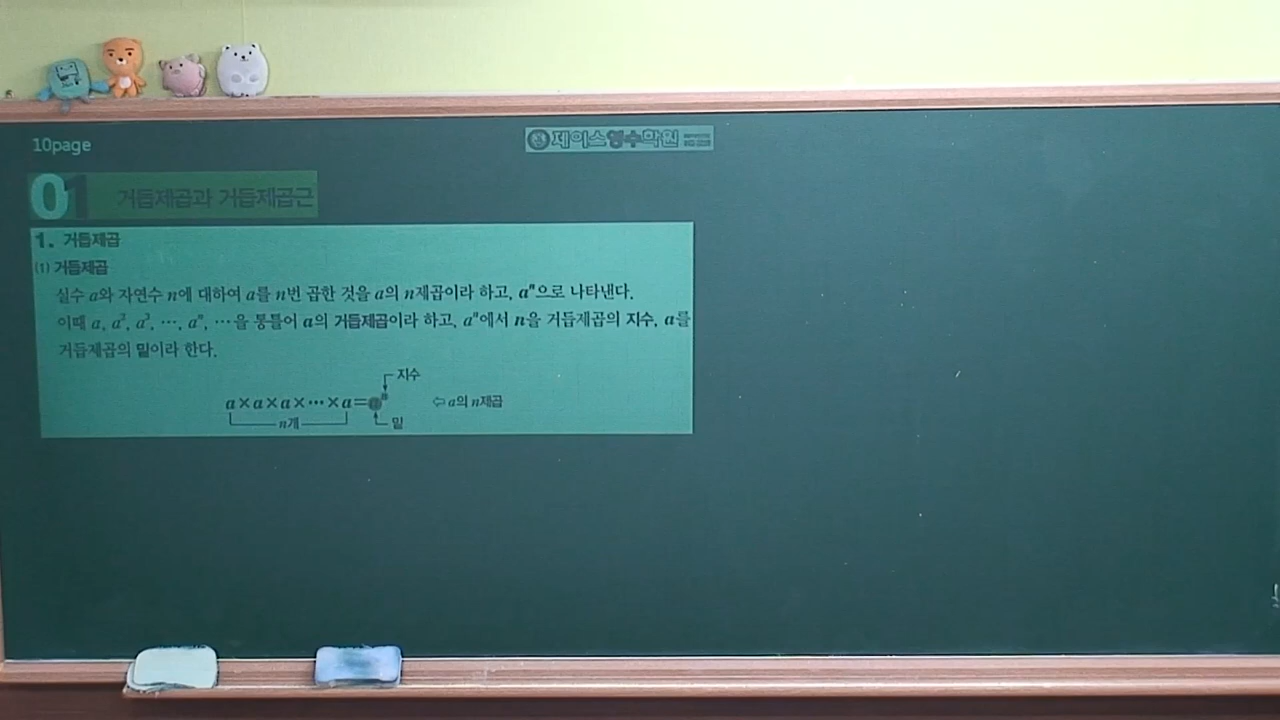 10page
제이스영수학원
01 거듭제곱과 거듭제곱근
1. 거듭제곱
(1) 거듭제곱
실수 a와 자연수 n에 대하여 a를 n번 곱한 것을 a의 n제곱이라 하고, aⁿ으로 나타낸다.
이때 a, a², a³, ⋯, aⁿ, ⋯을 통틀어 a의 거듭제곱이라 하고, aⁿ에서 n을 거듭제곱의 지수, a를
거듭제곱의 밑이라 한다.
지수
a×a×a×⋯×a=aⁿ ⇦ a의 n제곱
n개 밑